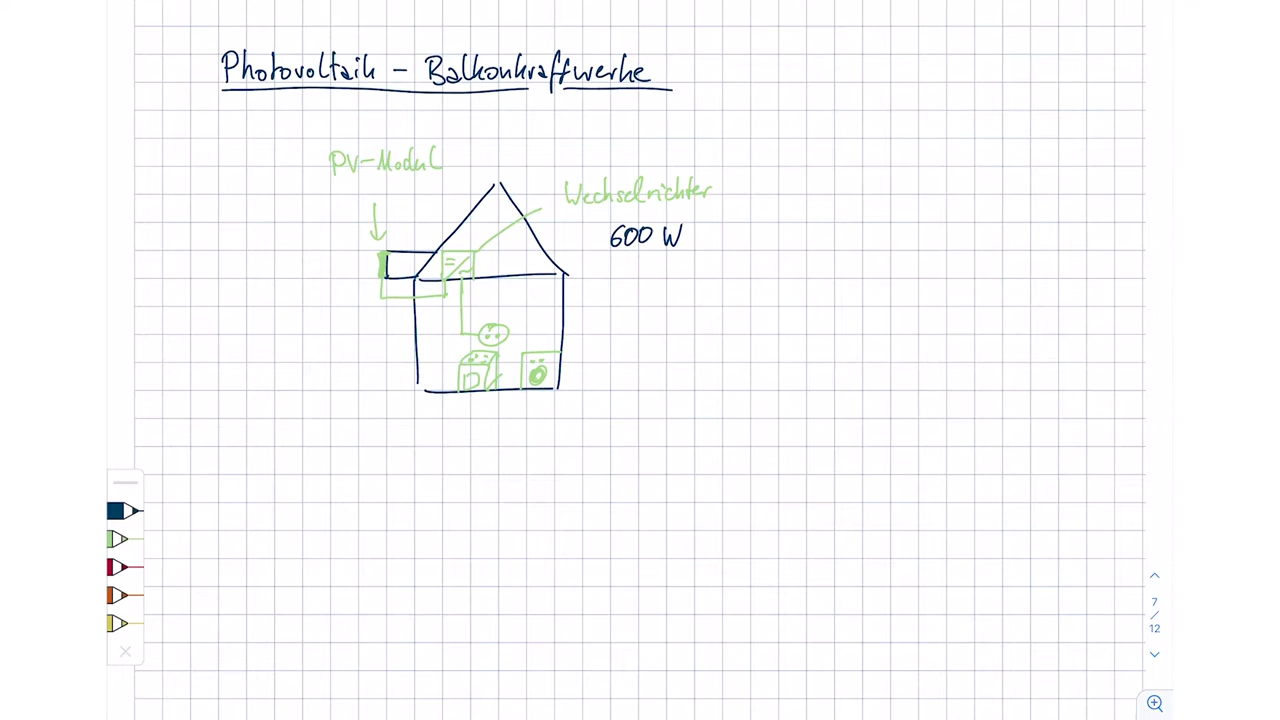 Photovoltaik - Balkonkraftwerke
PV-Modul
Wechselrichter
600 W
7
/
12